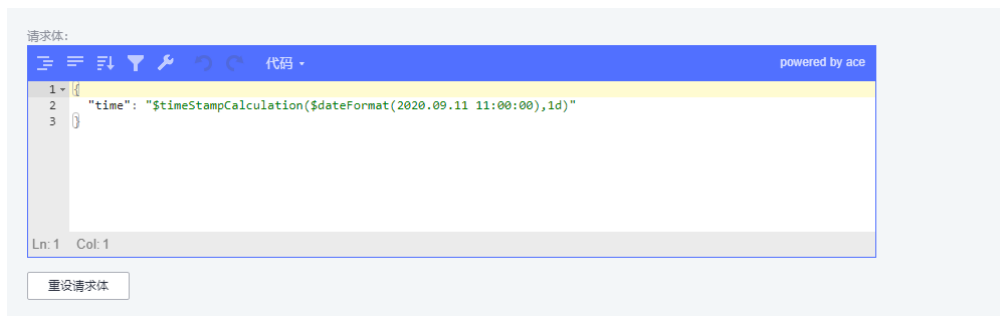 请求体:
代码
powered by ace
1 {
2 "time": "$timeStampCalculation($dateFormat(2020.09.11 11:00:00),1d)"
3 }
Ln: 1 Col: 1
重设请求体